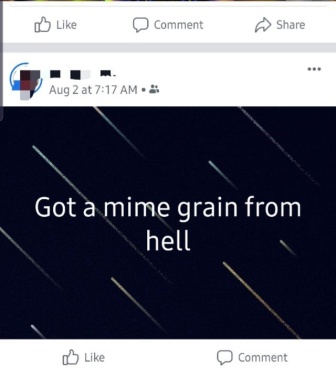 Like Comment Share
Aug 2 at 7:17 AM •
Got a mime grain from
hell
Like Comment